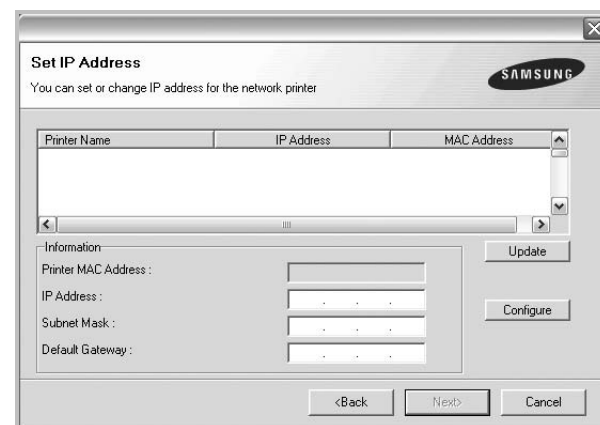 Set IP Address
You can set or change IP address for the network printer
SAMSUNG
Printer Name IP Address MAC Address
Information
Update
Printer MAC Address :
IP Address : . . .
Configure
Subnet Mask : . . .
Default Gateway : . . .
<Back Next> Cancel